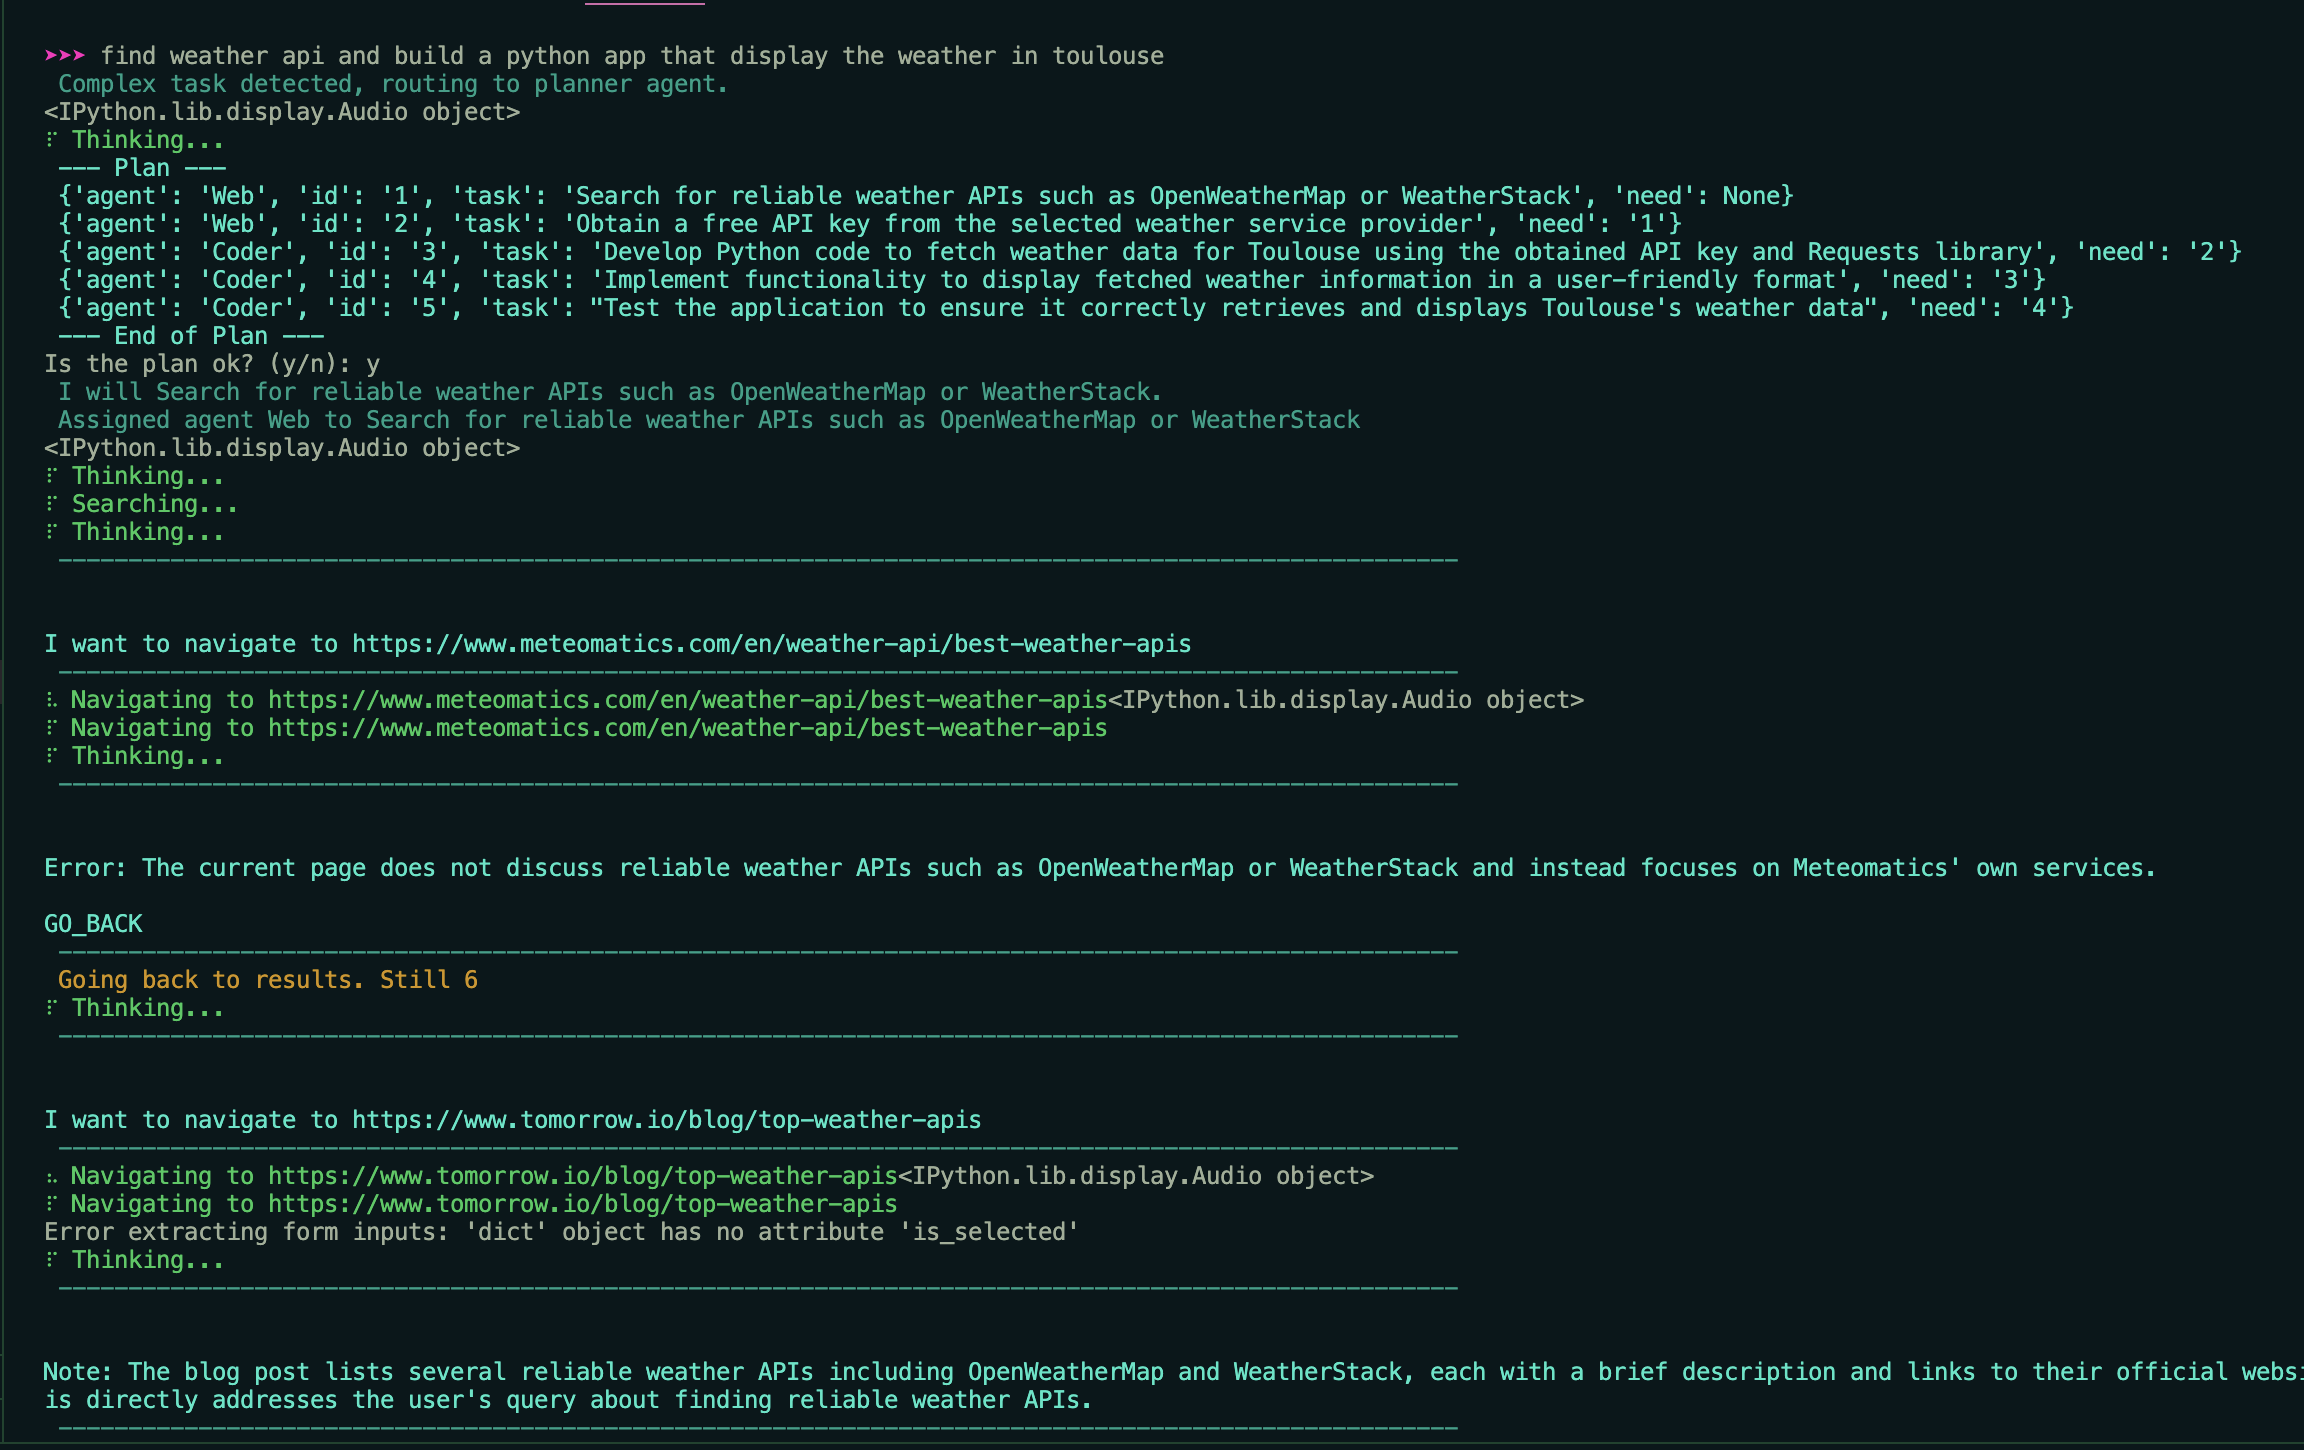 ➤➤➤ find weather api and build a python app that display the weather in toulouse
Complex task detected, routing to planner agent.
<IPython.lib.display.Audio object>
⠏ Thinking...
--- Plan ---
{'agent': 'Web', 'id': '1', 'task': 'Search for reliable weather APIs such as OpenWeatherMap or WeatherStack', 'need': None}
{'agent': 'Web', 'id': '2', 'task': 'Obtain a free API key from the selected weather service provider', 'need': '1'}
{'agent': 'Coder', 'id': '3', 'task': 'Develop Python code to fetch weather data for Toulouse using the obtained API key and Requests library', 'need': '2'}
{'agent': 'Coder', 'id': '4', 'task': 'Implement functionality to display fetched weather information in a user-friendly format', 'need': '3'}
{'agent': 'Coder', 'id': '5', 'task': "Test the application to ensure it correctly retrieves and displays Toulouse's weather data", 'need': '4'}
--- End of Plan ---
Is the plan ok? (y/n): y
I will Search for reliable weather APIs such as OpenWeatherMap or WeatherStack.
Assigned agent Web to Search for reliable weather APIs such as OpenWeatherMap or WeatherStack
<IPython.lib.display.Audio object>
⠏ Thinking...
⠏ Searching...
⠏ Thinking...
I want to navigate to https://www.meteomatics.com/en/weather-api/best-weather-apis
⠧ Navigating to https://www.meteomatics.com/en/weather-api/best-weather-apis<IPython.lib.display.Audio object>
⠏ Navigating to https://www.meteomatics.com/en/weather-api/best-weather-apis
⠏ Thinking...
Error: The current page does not discuss reliable weather APIs such as OpenWeatherMap or WeatherStack and instead focuses on Meteomatics' own services.
GO_BACK
Going back to results. Still 6
⠏ Thinking...
I want to navigate to https://www.tomorrow.io/blog/top-weather-apis
⠦ Navigating to https://www.tomorrow.io/blog/top-weather-apis<IPython.lib.display.Audio object>
⠏ Navigating to https://www.tomorrow.io/blog/top-weather-apis
Error extracting form inputs: 'dict' object has no attribute 'is_selected'
⠏ Thinking...
Note: The blog post lists several reliable weather APIs including OpenWeatherMap and WeatherStack, each with a brief description and links to their official websi
is directly addresses the user's query about finding reliable weather APIs.